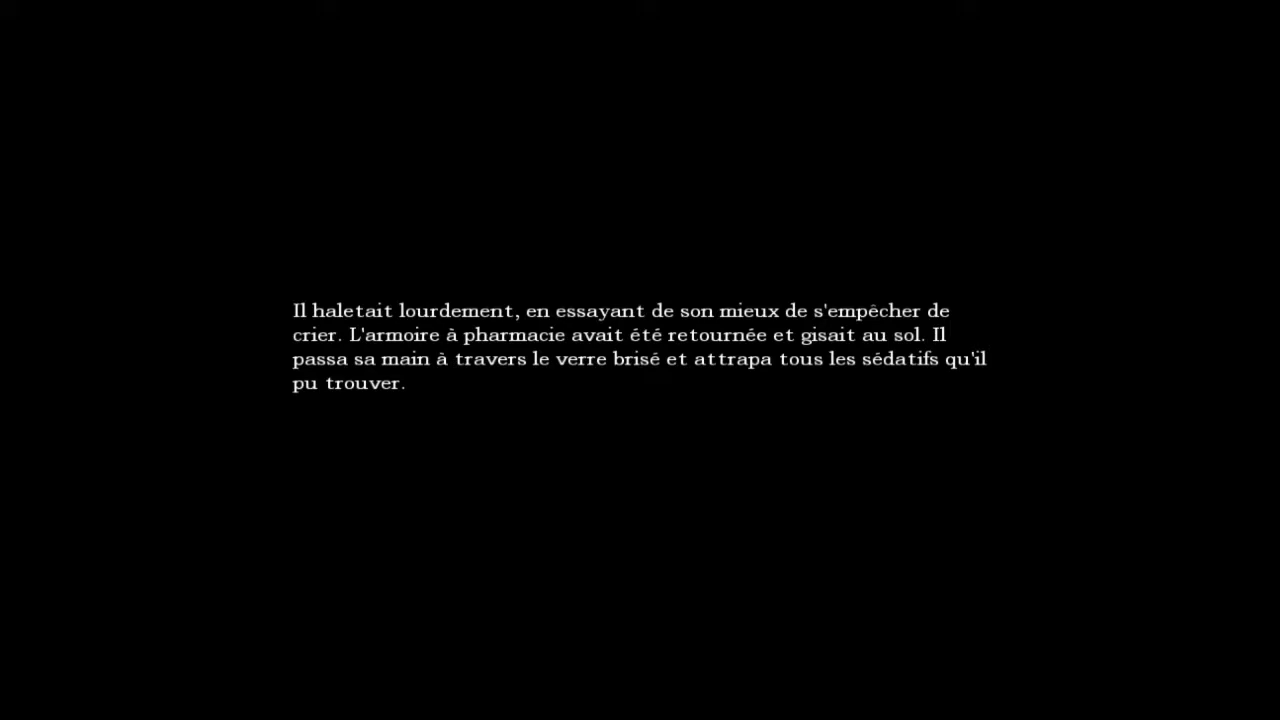 Il haletait lourdement, en essayant de son mieux de s'empêcher de
crier. L'armoire à pharmacie avait été retournée et gisait au sol. Il
passa sa main à travers le verre brisé et attrapa tous les sédatifs qu'il
pu trouver.